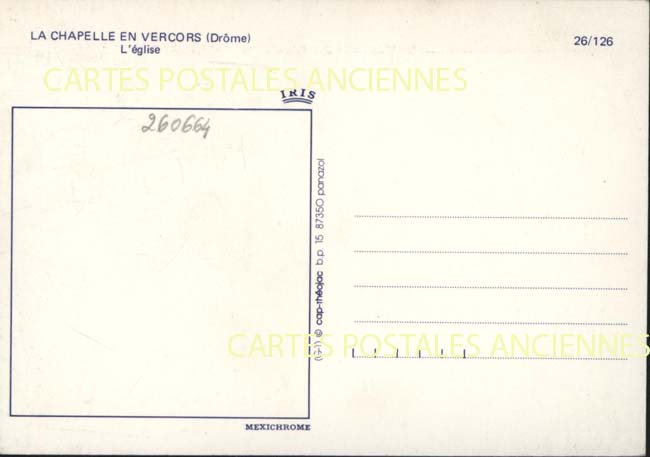 LA CHAPELLE EN VERCORS (Drôme)
L'église
26/126
CARTES POSTALES ANCIENNES
IRIS
260664
(G-1) © cap-théojac b.p. 15 87350 panazol
CARTES POSTALES ANCIENNES
MEXICHROME